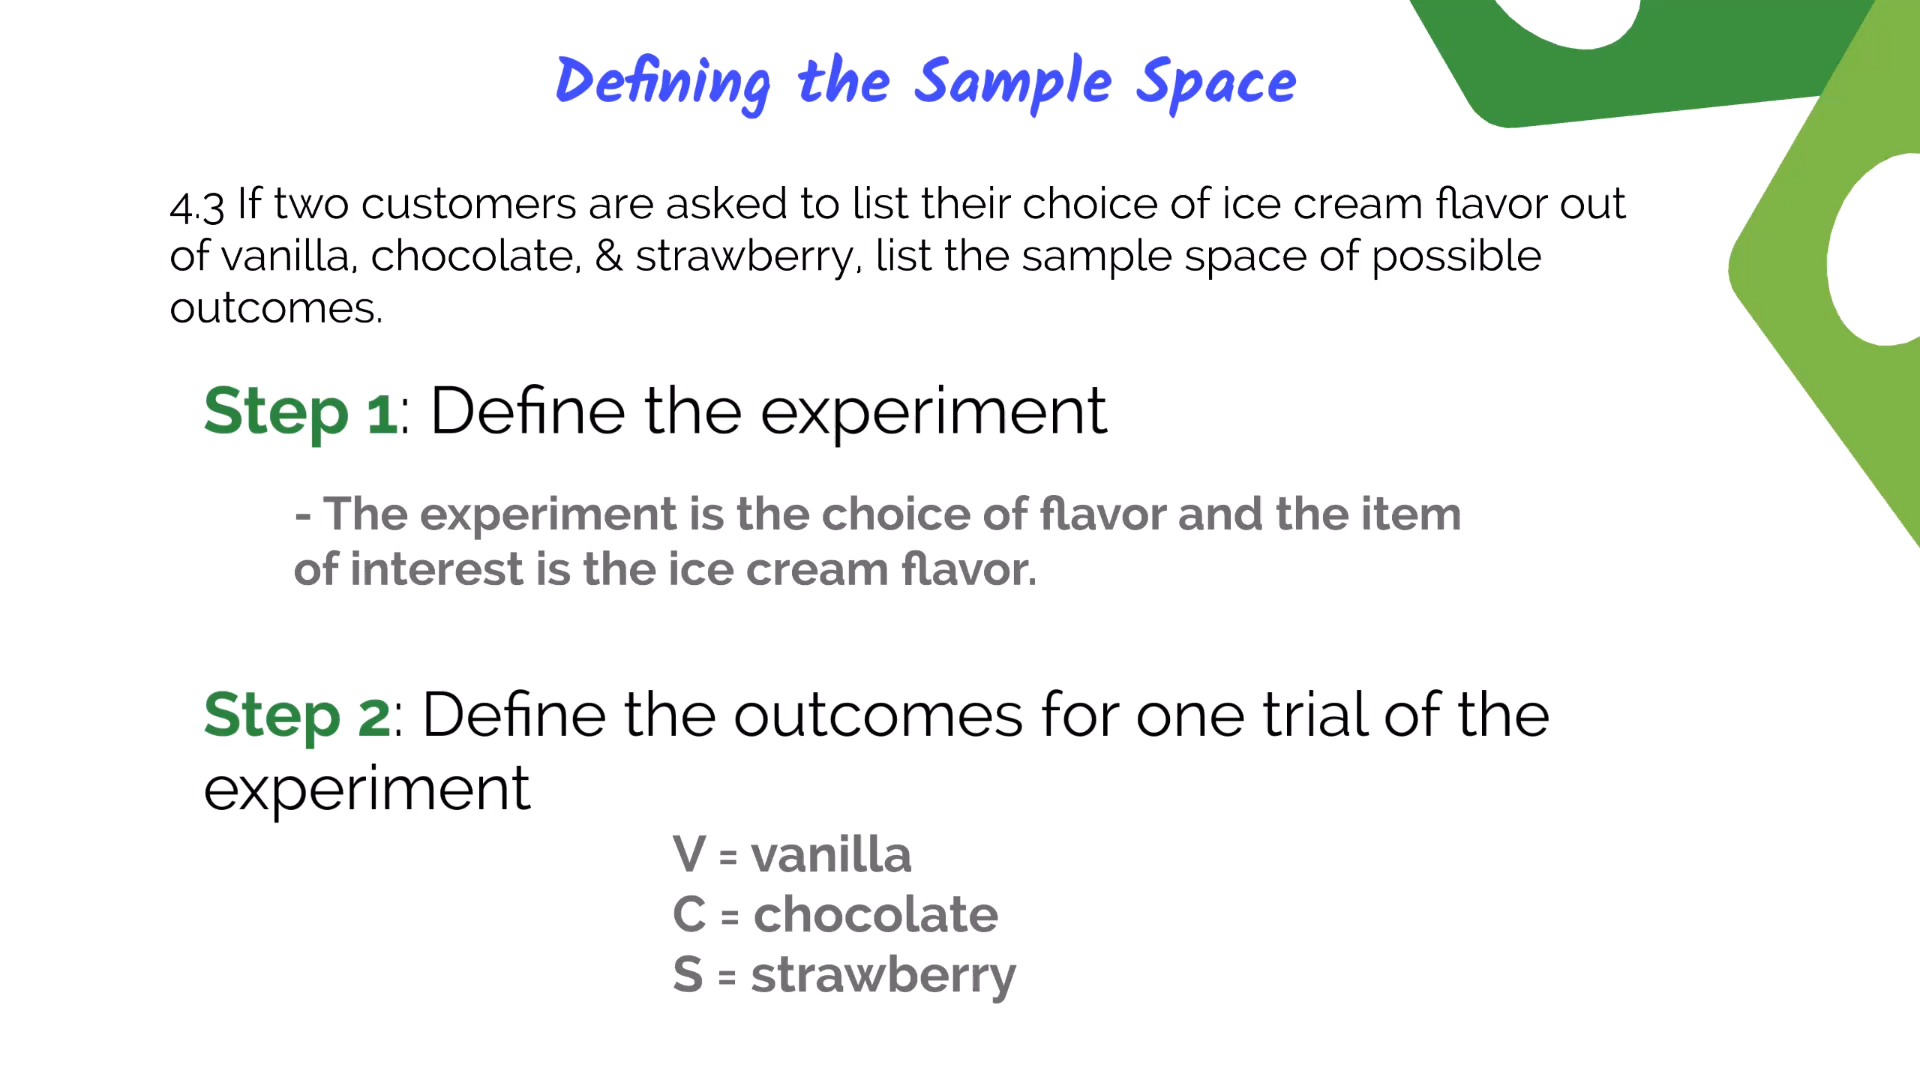 Defining the Sample Space
4.3 If two customers are asked to list their choice of ice cream flavor out
of vanilla, chocolate, & strawberry, list the sample space of possible
outcomes.
Step 1: Define the experiment
- The experiment is the choice of flavor and the item
of interest is the ice cream flavor.
Step 2: Define the outcomes for one trial of the
experiment
V = vanilla
C = chocolate
S = strawberry